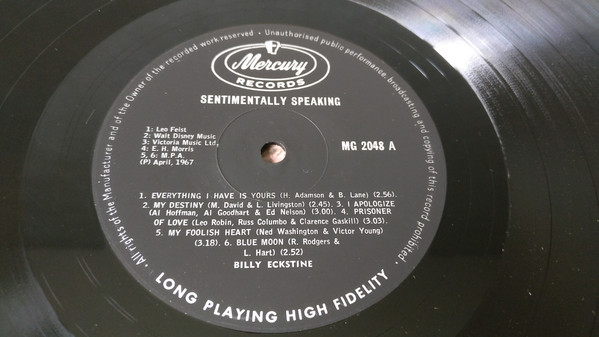 All rights of the Manufacturer and of the Owner of the recorded work reserved · Unauthorised public performance, broadcasting and copying of this record prohibited ·
Mercury
RECORDS
SENTIMENTALLY SPEAKING
1: Leo Feist
2: Walt Disney Music
3: Victoria Music Ltd,
4: E. H. Morris
5, 6: M.P.A.
(P) April, 1967
MG 2048 A
1. EVERYTHING I HAVE IS YOURS (H. Adamson & B. Lane) (2.56).
2. MY DESTINY (M. David & L. Livingston) (2.45). 3. I APOLOGIZE
(Al Hoffman, Al Goodhart & Ed Nelson) (3.00). 4. PRISONER
OF LOVE (Leo Robin, Russ Columbo & Clarence Gaskill) (3.03).
5. MY FOOLISH HEART (Ned Washington & Victor Young)
(3.18). 6. BLUE MOON (R. Rodgers &
L. Hart) (2.52)
BILLY ECKSTINE
LONG PLAYING HIGH FIDELITY